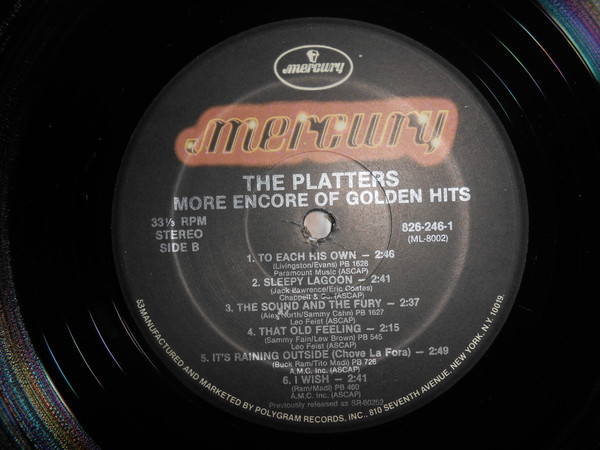 mercury
mercury
THE PLATTERS
MORE ENCORE OF GOLDEN HITS
33⅓ RPM
STEREO
SIDE B
826-246-1
(ML-8002)
1. TO EACH HIS OWN — 2:46
(Livingston/Evans) PB 1628
Paramount Music (ASCAP)
2. SLEEPY LAGOON — 2:41
(Jack Lawrence/Eric Coates)
Chappell & Co. (ASCAP)
3. THE SOUND AND THE FURY — 2:37
(Alex North/Sammy Cahn) PB 1627
Leo Feist (ASCAP)
4. THAT OLD FEELING — 2:15
(Sammy Fain/Lew Brown) PB 545
Leo Feist (ASCAP)
5. IT'S RAINING OUTSIDE (Chove La Fora) — 2:49
(Buck Ram/Tito Madi) PB 726
A.M.C. Inc. (ASCAP)
6. I WISH — 2:41
(Ram/Madi) PB 460
A.M.C. Inc. (ASCAP)
Previously released as SR-60252
53 MANUFACTURED AND MARKETED BY POLYGRAM RECORDS, INC., 810 SEVENTH AVENUE, NEW YORK, N.Y. 10019